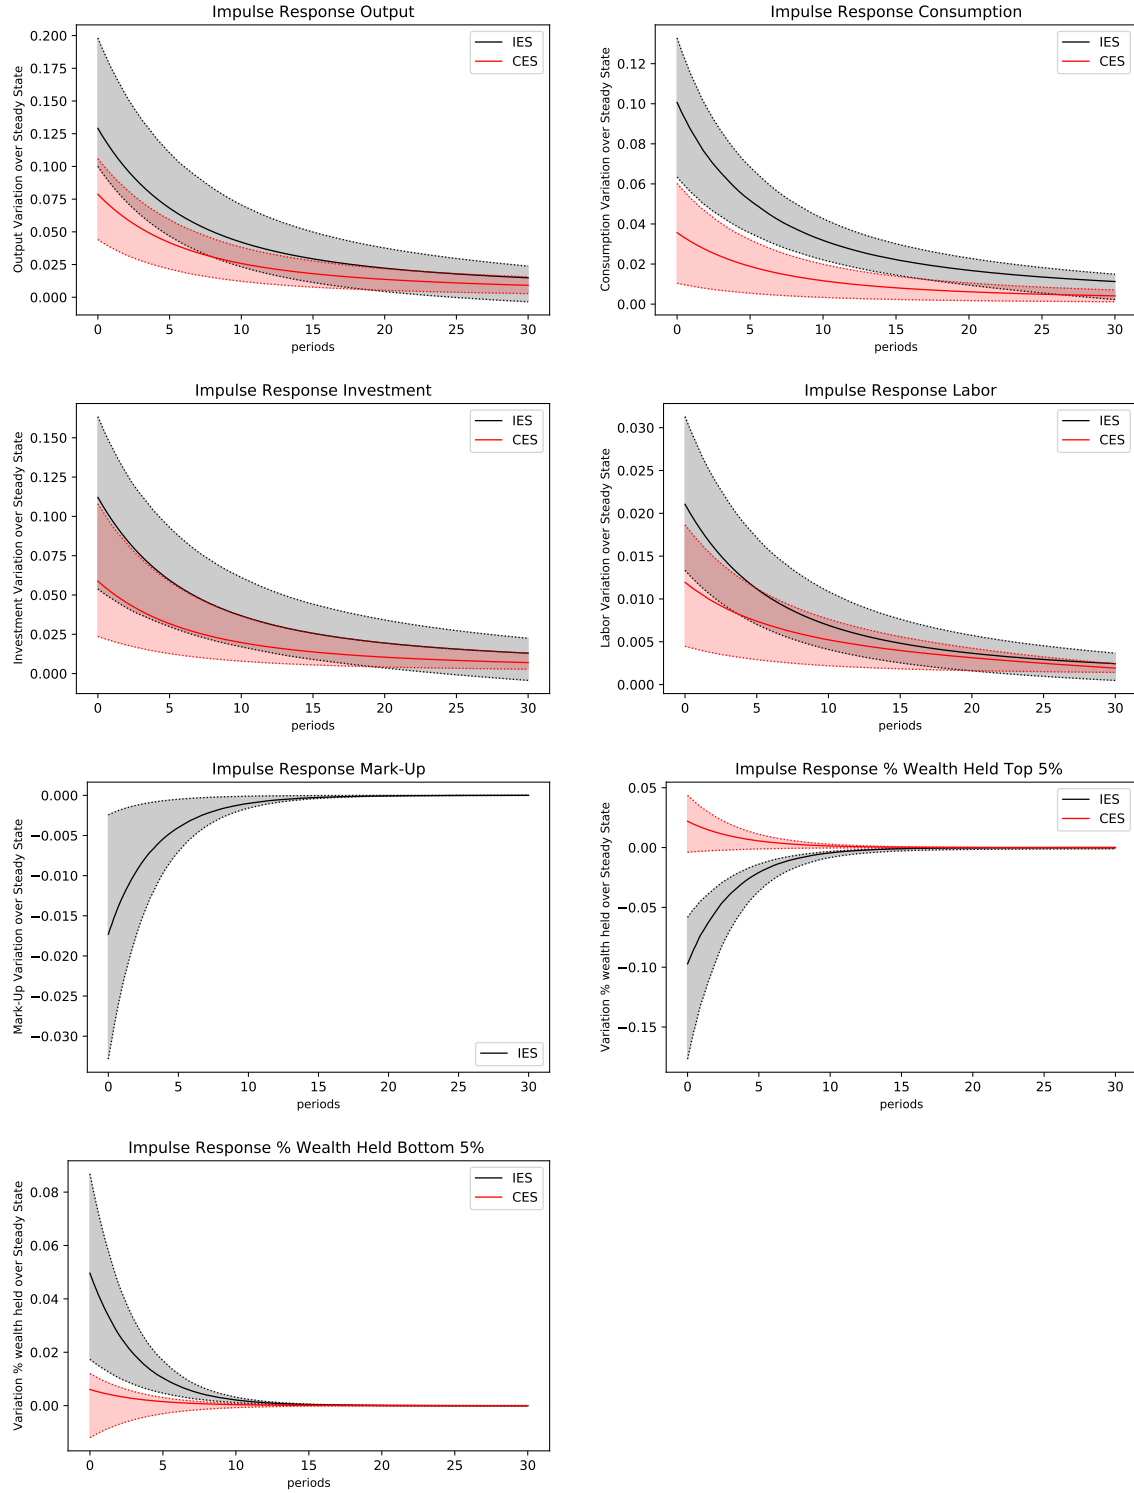 Impulse Response Output
Output Variation over Steady State
0.200
0.175
0.150
0.125
0.100
0.075
0.050
0.025
0.000
IES
CES
0 5 10 15 20 25 30
periods
Impulse Response Consumption
Consumption Variation over Steady State
0.12
0.10
0.08
0.06
0.04
0.02
0.00
IES
CES
0 5 10 15 20 25 30
periods
Impulse Response Investment
Investment Variation over Steady State
0.150
0.125
0.100
0.075
0.050
0.025
0.000
IES
CES
0 5 10 15 20 25 30
periods
Impulse Response Labor
Labor Variation over Steady State
0.030
0.025
0.020
0.015
0.010
0.005
0.000
IES
CES
0 5 10 15 20 25 30
periods
Impulse Response Mark-Up
Mark-Up Variation over Steady State
0.000
−0.005
−0.010
−0.015
−0.020
−0.025
−0.030
IES
0 5 10 15 20 25 30
periods
Impulse Response % Wealth Held Top 5%
Variation % wealth held over Steady State
0.05
0.00
−0.05
−0.10
−0.15
IES
CES
0 5 10 15 20 25 30
periods
Impulse Response % Wealth Held Bottom 5%
Variation % wealth held over Steady State
0.08
0.06
0.04
0.02
0.00
IES
CES
0 5 10 15 20 25 30
periods